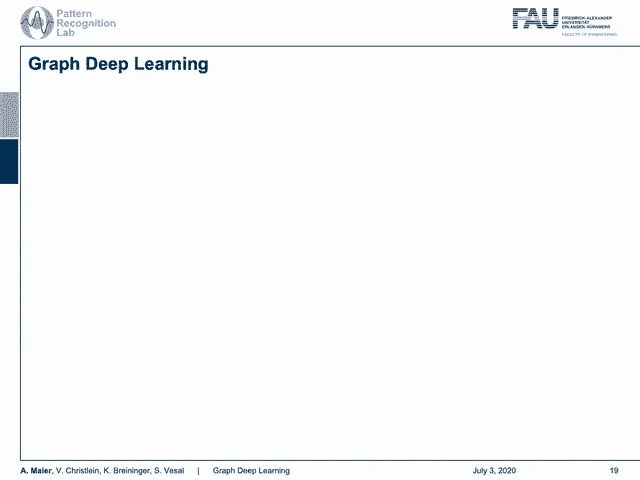 Pattern
Recognition
Lab
FAU
FRIEDRICH-ALEXANDER
UNIVERSITÄT
ERLANGEN-NÜRNBERG
FACULTY OF ENGINEERING
Graph Deep Learning
A. Maier, V. Christlein, K. Breininger, S. Vesal | Graph Deep Learning July 3, 2020 19